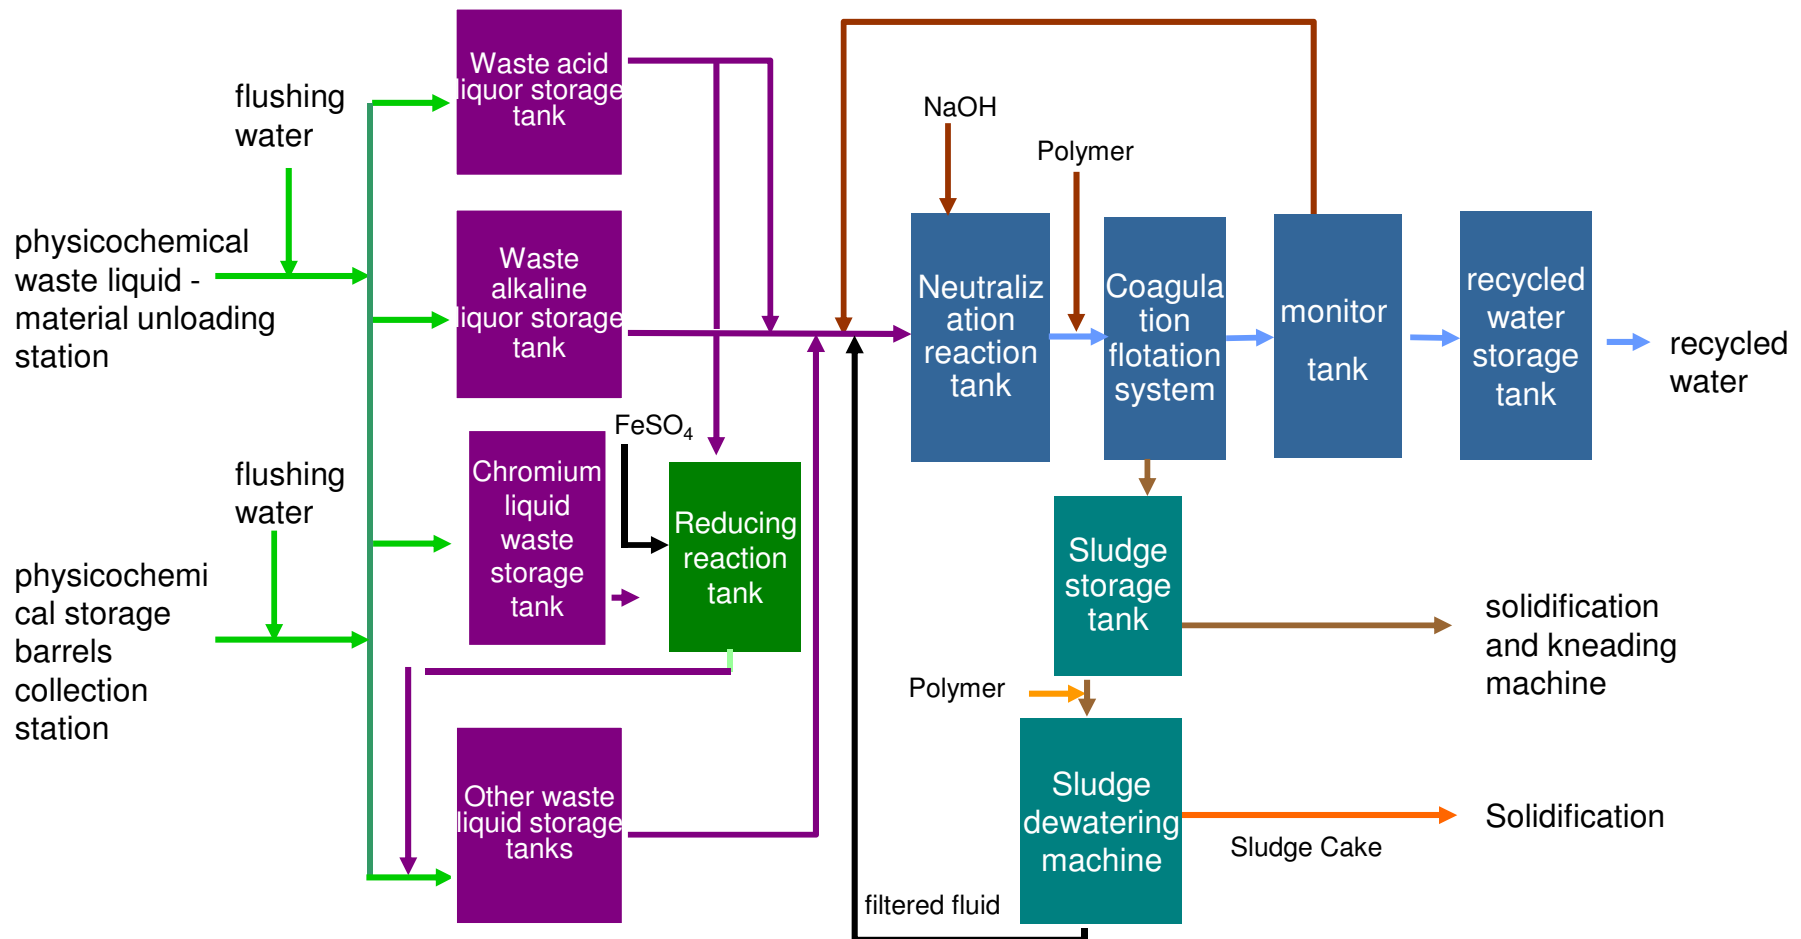 flushing
water
physicochemical
waste liquid -
material unloading
station
flushing
water
physicochemi
cal storage
barrels
collection
station
Waste acid
liquor storage
tank
Waste
alkaline
liquor storage
tank
Chromium
liquid
waste
storage
tank
Other waste
liquid storage
tanks
FeSO₄
Reducing
reaction
tank
NaOH
Polymer
Neutraliz
ation
reaction
tank
Coagula
tion
flotation
system
monitor
tank
recycled
water
storage
tank
recycled
water
Sludge
storage
tank
solidification
and kneading
machine
Polymer
Sludge
dewatering
machine
Sludge Cake
Solidification
filtered fluid